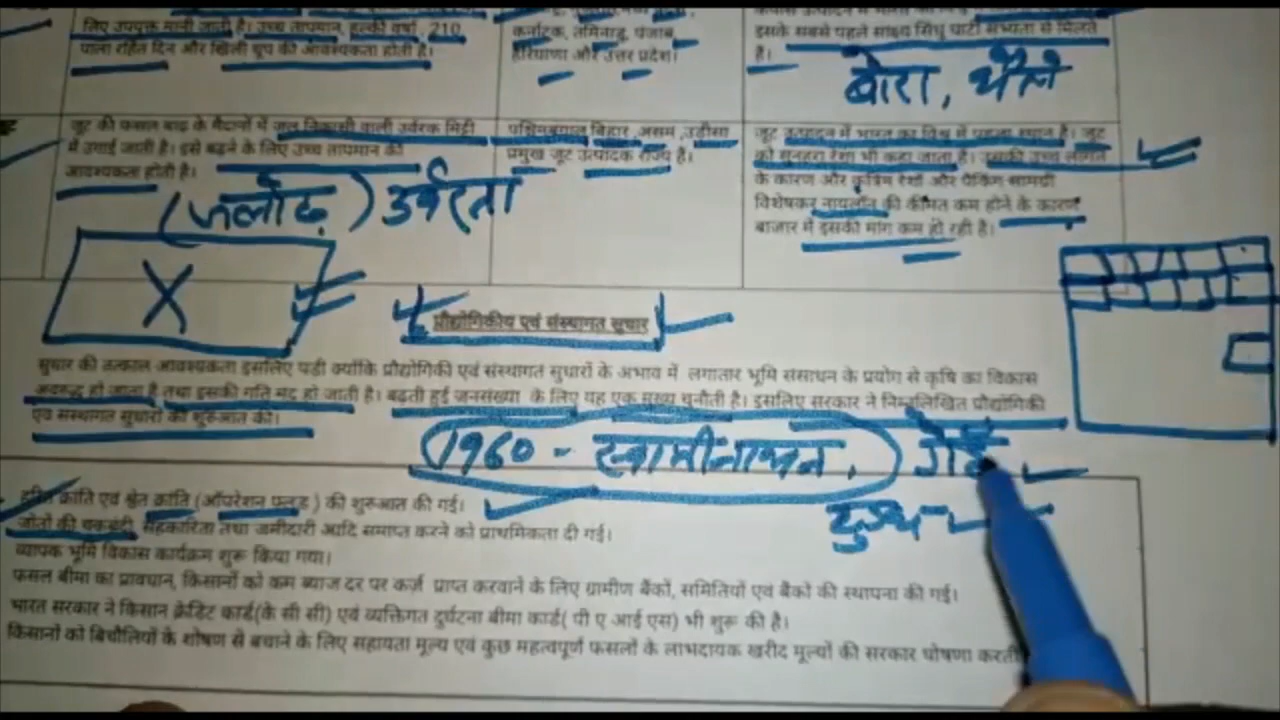 लिए उपयुक्त मानी जाती है। उच्च तापमान, हल्की वर्षा, 210
पाला रहित दिन और खिली धूप की आवश्यकता होती है।
कर्नाटक, तमिनाडु, पंजाब,
हरियाणा और उत्तर प्रदेश।
इसके सबसे पहले साक्ष्य सिंधु घाटी सभ्यता से मिलते
हैं।
बोरा, थैले
जूट की फसल बाढ़ के मैदानों में जल निकासी वाली उर्वरक मिट्टी
में उगाई जाती है। इसे बढ़ने के लिए उच्च तापमान की
आवश्यकता होती है।
(जलोढ़) उर्वरता
पश्चिमबंगाल बिहार, असम, उड़ीसा
प्रमुख जूट उत्पादक राज्य है।
जूट उत्पादन में भारत का विश्व में पहला स्थान है। जूट
को सुनहरा रेशा भी कहा जाता है। उसकी उच्च लागत
के कारण और कृत्रिम रेशों और पैकिंग सामग्री
विशेषकर नायलॉन की कीमत कम होने के कारण
बाजार में इसकी मांग कम हो रही है।
X
प्रौद्योगिकीय एवं संस्थागत सुधार
सुधार की तत्काल आवश्यकता इसलिए पड़ी क्योंकि प्रौद्योगिकी एवं संस्थागत सुधारों के अभाव में लगातार भूमि संसाधन के प्रयोग से कृषि का विकास
अवरुद्ध हो जाता है तथा इसकी गति मंद हो जाती है। बढ़ती हुई जनसंख्या के लिए यह एक मुख्य चुनौती है। इसलिए सरकार ने निम्नलिखित प्रौद्योगिकी
एवं संस्थागत सुधारों की शुरुआत की।
(1960 - स्वामीनाथन.) गेहूँ
दुग्ध
हरित क्रांति एवं श्वेत क्रांति (ऑपरेशन फ्लड) की शुरुआत की गई।
जोतों की चकबंदी, सहकारिता तथा जमींदारी आदि समाप्त करने को प्राथमिकता दी गई।
व्यापक भूमि विकास कार्यक्रम शुरू किया गया।
फसल बीमा का प्रावधान, किसानों को कम ब्याज दर पर कर्ज़ प्राप्त करवाने के लिए ग्रामीण बैंकों, समितियों एवं बैंकों की स्थापना की गई।
भारत सरकार ने किसान क्रेडिट कार्ड(के सी सी) एवं व्यक्तिगत दुर्घटना बीमा कार्ड( पी ए आई एस) भी शुरू की है।
किसानों को बिचौलियों के शोषण से बचाने के लिए सहायता मूल्य एवं कुछ महत्वपूर्ण फसलों के लाभदायक खरीद मूल्यों की सरकार घोषणा करती